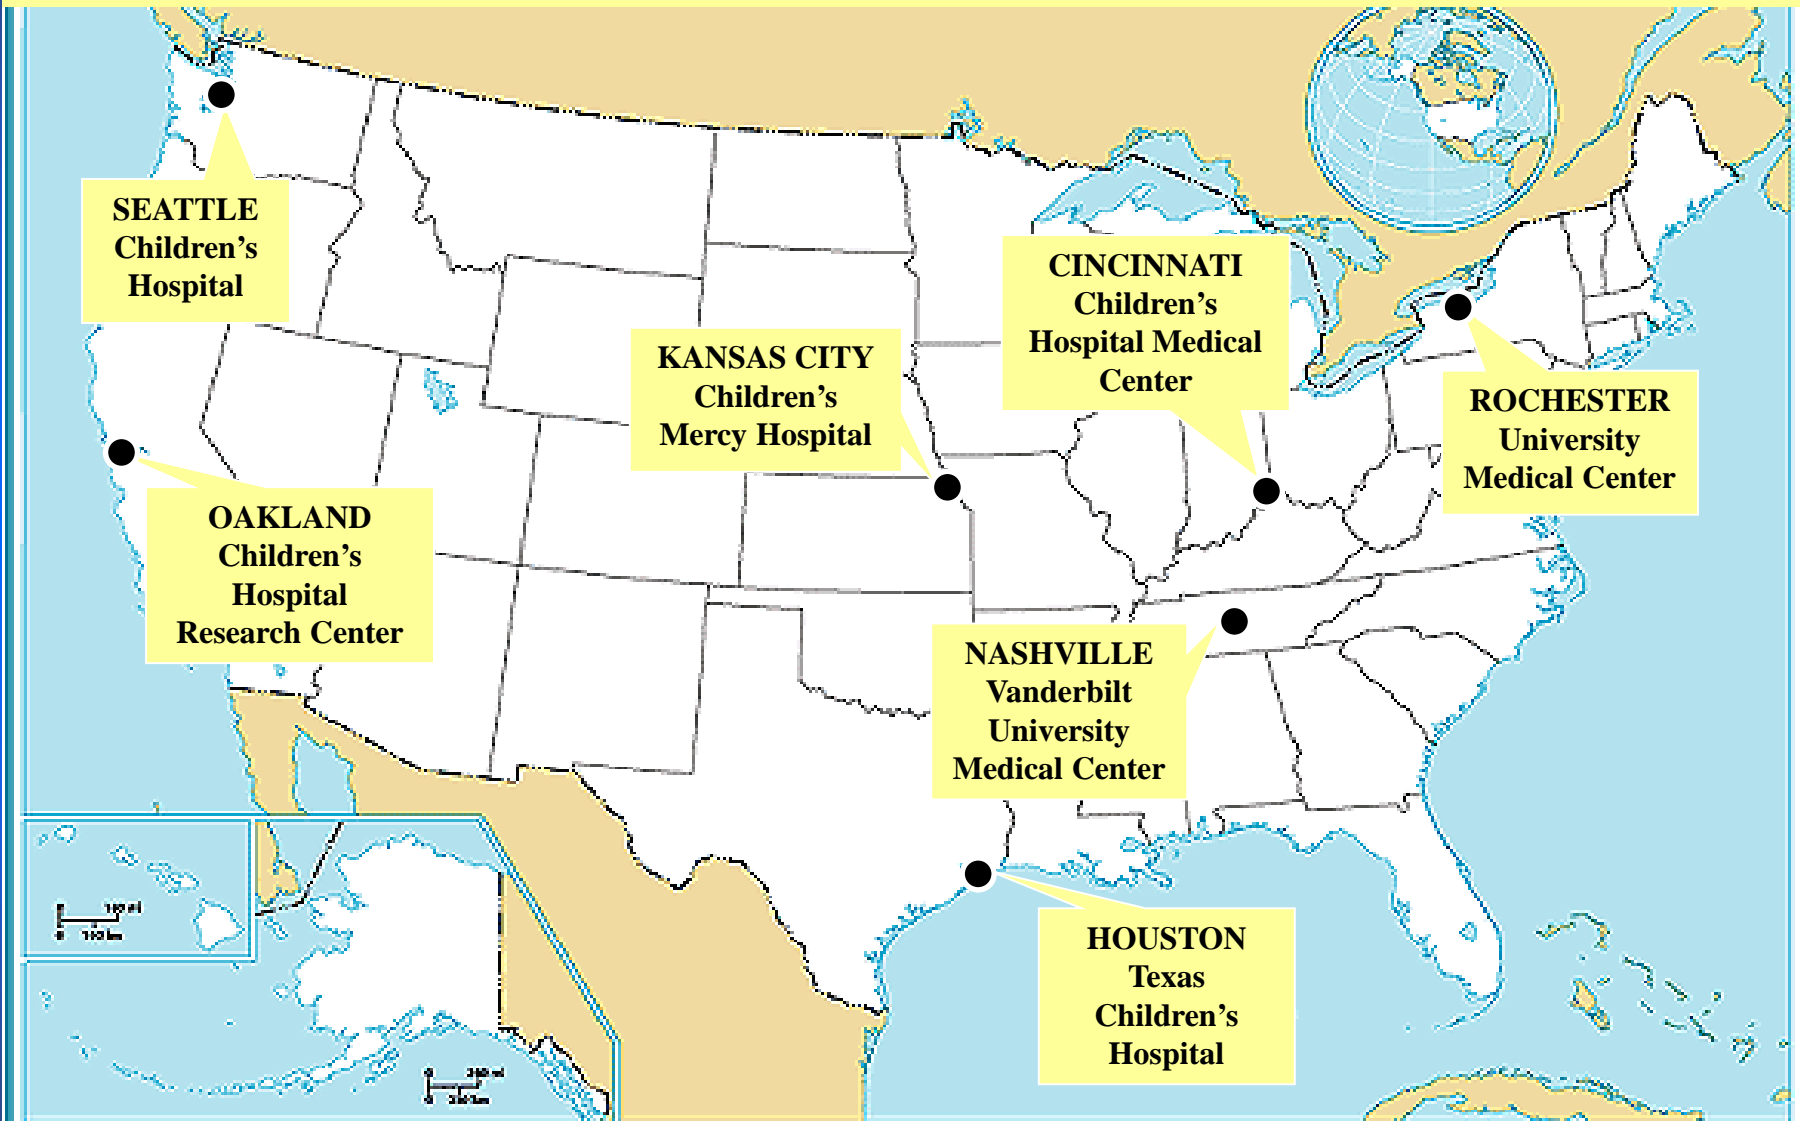 SEATTLE
Children’s
Hospital
CINCINNATI
Children’s
Hospital Medical
Center
KANSAS CITY
Children’s
Mercy Hospital
ROCHESTER
University
Medical Center
OAKLAND
Children’s
Hospital
Research Center
NASHVILLE
Vanderbilt
University
Medical Center
HOUSTON
Texas
Children’s
Hospital